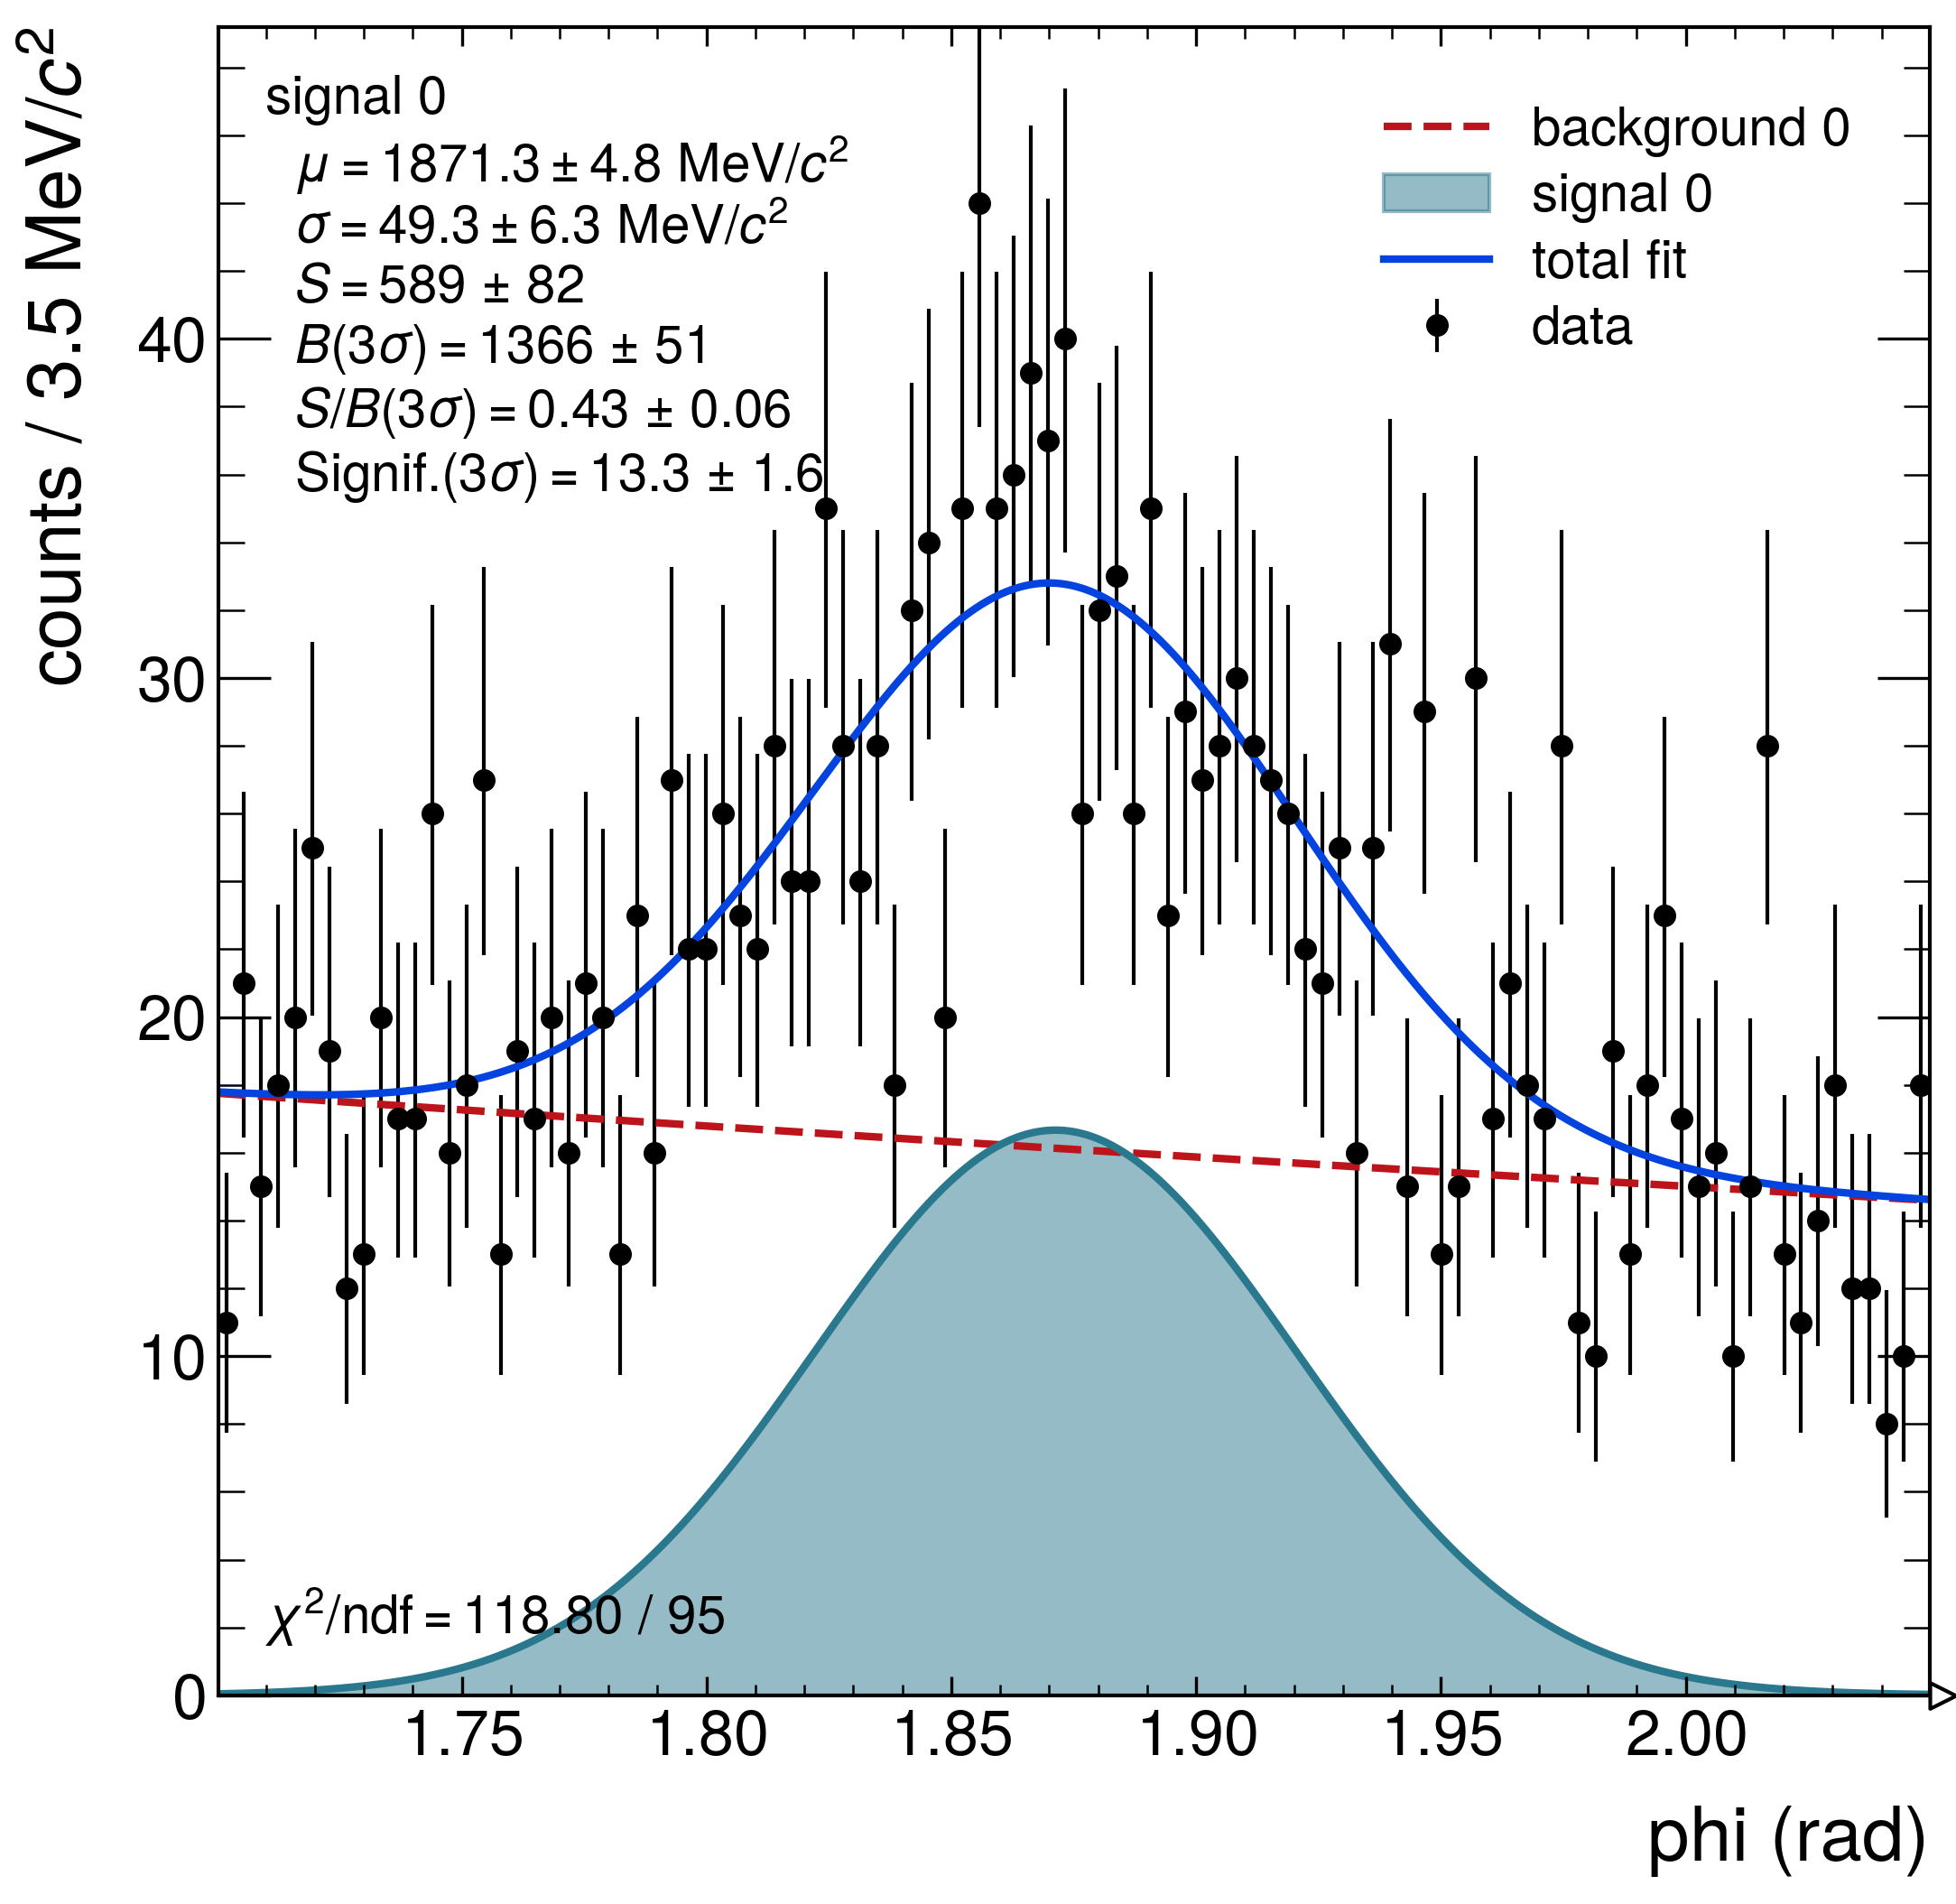 counts / 3.5 MeV/c²
signal 0
μ = 1871.3 ± 4.8 MeV/c²
σ = 49.3 ± 6.3 MeV/c²
S = 589 ± 82
B(3σ) = 1366 ± 51
S/B(3σ) = 0.43 ± 0.06
Signif.(3σ) = 13.3 ± 1.6
background 0
signal 0
total fit
data
40
30
20
10
0
χ²/ndf = 118.80 / 95
1.75 1.80 1.85 1.90 1.95 2.00
phi (rad)